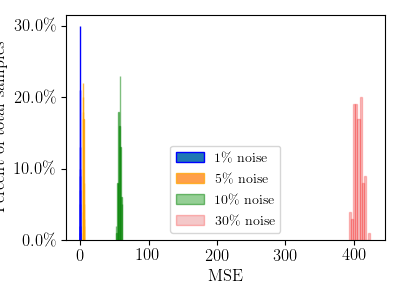 30.0%
20.0%
10.0%
0.0%
Percent of total samples
1% noise
5% noise
10% noise
30% noise
0 100 200 300 400
MSE